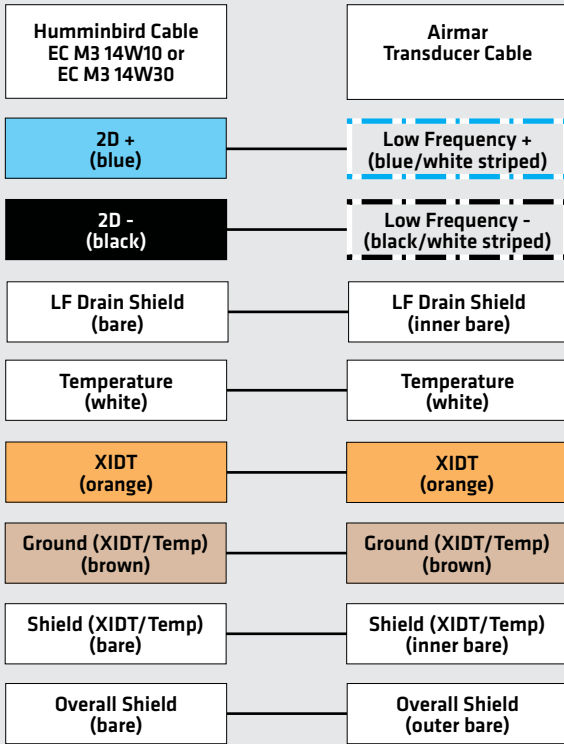 Humminbird Cable
EC M3 14W10 or
EC M3 14W30
Airmar
Transducer Cable
2D +
(blue)
Low Frequency +
(blue/white striped)
2D -
(black)
Low Frequency -
(black/white striped)
LF Drain Shield
(bare)
LF Drain Shield
(inner bare)
Temperature
(white)
Temperature
(white)
XIDT
(orange)
XIDT
(orange)
Ground (XIDT/Temp)
(brown)
Ground (XIDT/Temp)
(brown)
Shield (XIDT/Temp)
(bare)
Shield (XIDT/Temp)
(inner bare)
Overall Shield
(bare)
Overall Shield
(outer bare)